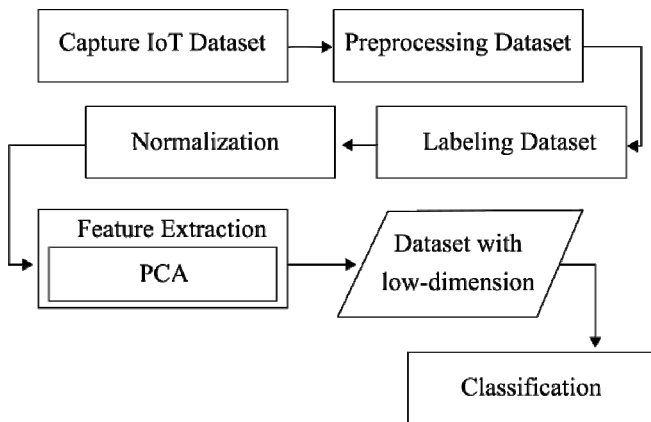 Capture IoT Dataset
Preprocessing Dataset
Labeling Dataset
Normalization
Feature Extraction
PCA
Dataset with
low-dimension
Classification